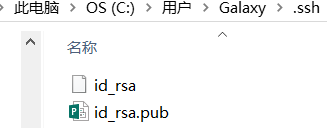 此电脑 > OS (C:) > 用户 > Galaxy > .ssh
名称
id_rsa
id_rsa.pub